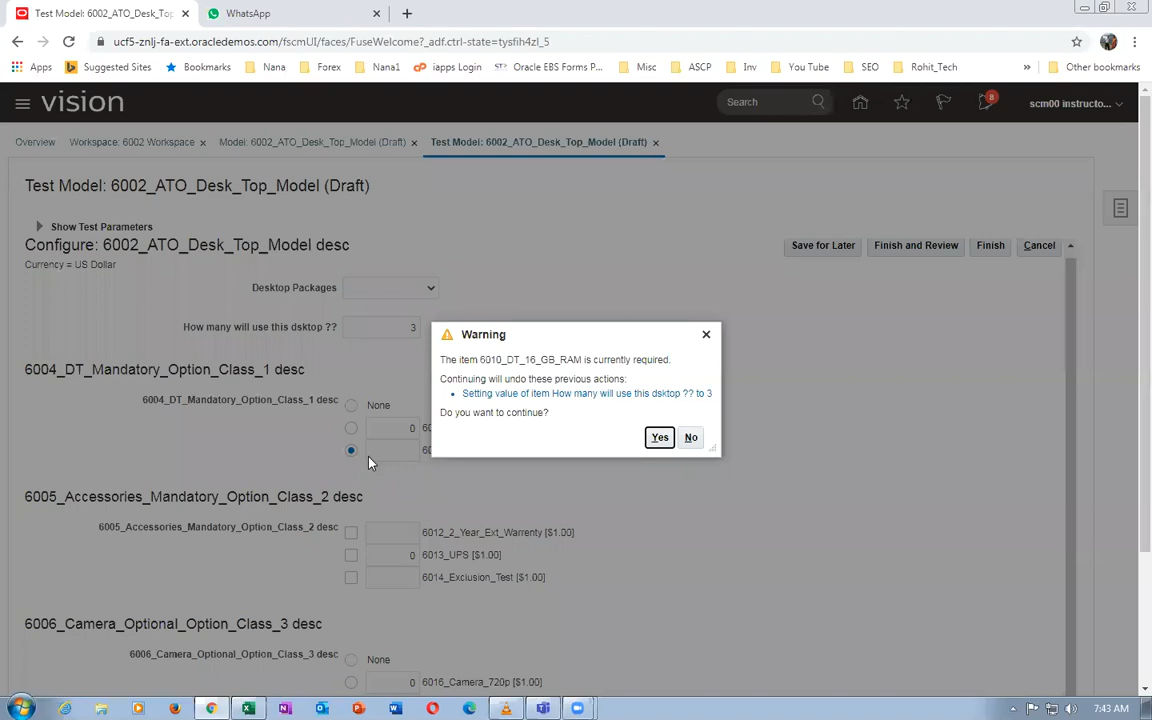 Test Model: 6002_ATO_Desk_Top_
WhatsApp
ucf5-znlj-fa-ext.oracledemos.com/fscmUI/faces/FuseWelcome?_adf.ctrl-state=tysfih4zl_5
Apps Suggested Sites Bookmarks Nana Forex Nana1 iapps Login Oracle EBS Forms P... Misc ASCP Inv You Tube SEO Rohit_Tech » Other bookmarks
vision Search 8 scm00 instructo...
Overview Workspace: 6002 Workspace Model: 6002_ATO_Desk_Top_Model (Draft) Test Model: 6002_ATO_Desk_Top_Model (Draft)
Test Model: 6002_ATO_Desk_Top_Model (Draft)
Show Test Parameters
Configure: 6002_ATO_Desk_Top_Model desc
Save for Later Finish and Review Finish Cancel
Currency = US Dollar
Desktop Packages
How many will use this dsktop ?? 3
Warning
The item 6010_DT_16_GB_RAM is currently required.
Continuing will undo these previous actions:
Setting value of item How many will use this dsktop ?? to 3
Do you want to continue?
Yes No
6004_DT_Mandatory_Option_Class_1 desc
6004_DT_Mandatory_Option_Class_1 desc None
0 60
60
6005_Accessories_Mandatory_Option_Class_2 desc
6005_Accessories_Mandatory_Option_Class_2 desc 6012_2_Year_Ext_Warrenty [$1.00]
0 6013_UPS [$1.00]
6014_Exclusion_Test [$1.00]
6006_Camera_Optional_Option_Class_3 desc
6006_Camera_Optional_Option_Class_3 desc None
0 6016_Camera_720p [$1.00]
7:43 AM